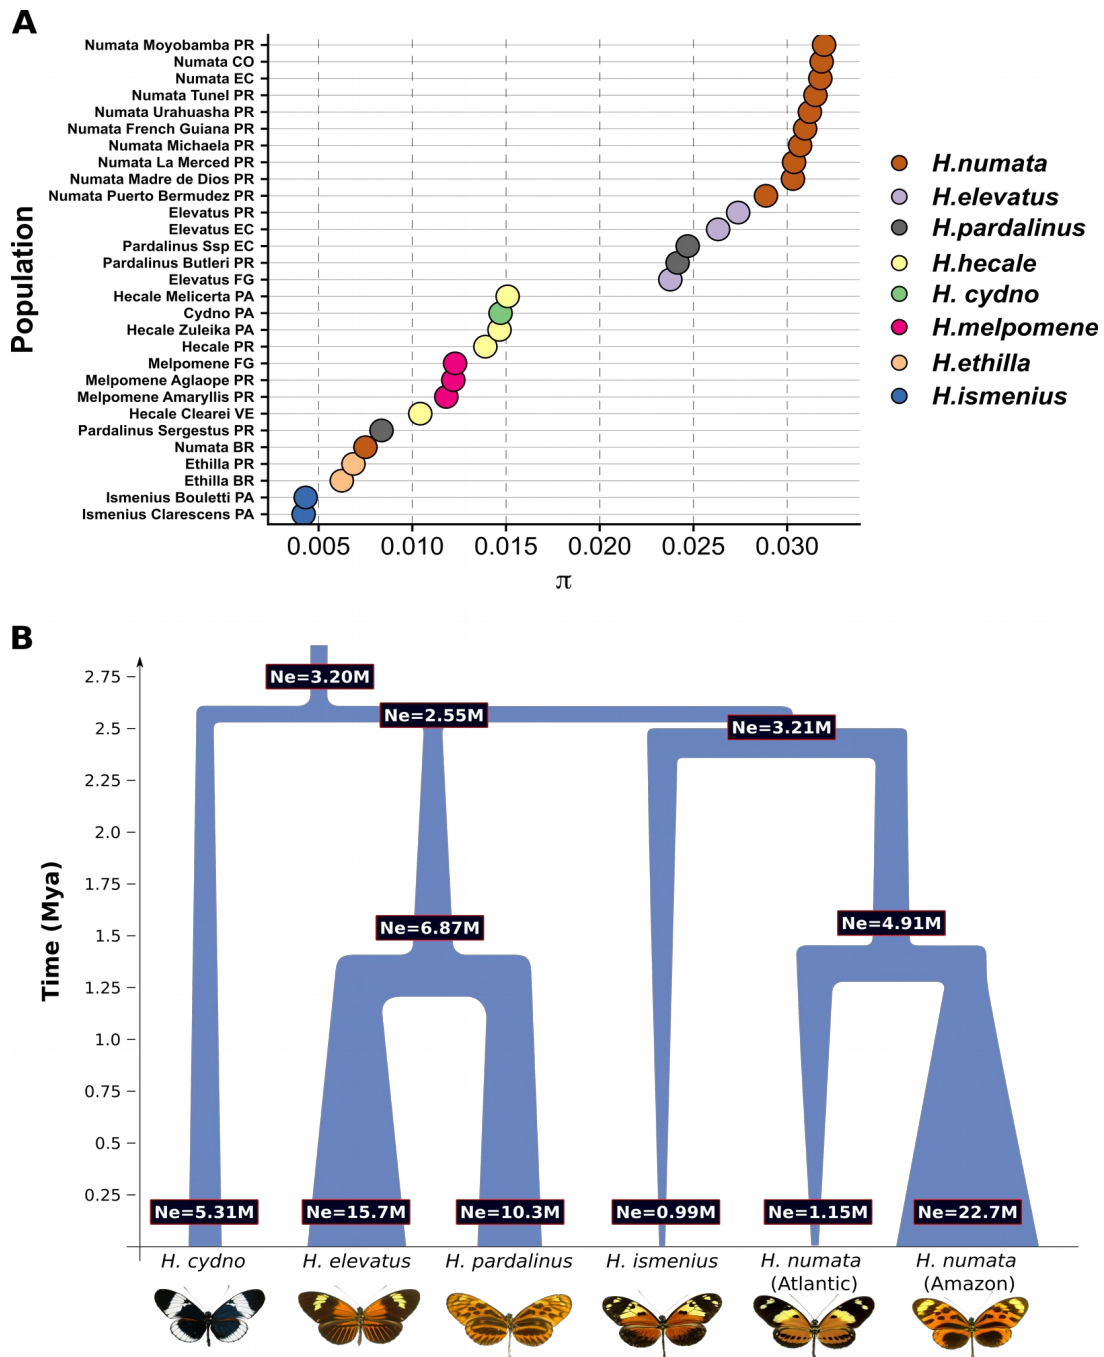 A
Population
Numata Moyobamba PR
Numata CO
Numata EC
Numata Tunel PR
Numata Urahuasha PR
Numata French Guiana PR
Numata Michaela PR
Numata La Merced PR
Numata Madre de Dios PR
Numata Puerto Bermudez PR
Elevatus PR
Elevatus EC
Pardalinus Ssp EC
Pardalinus Butleri PR
Elevatus FG
Hecale Melicerta PA
Cydno PA
Hecale Zuleika PA
Hecale PR
Melpomene FG
Melpomene Aglaope PR
Melpomene Amaryllis PR
Hecale Clearei VE
Pardalinus Sergestus PR
Numata BR
Ethilla PR
Ethilla BR
Ismenius Bouletti PA
Ismenius Clarescens PA
0.005 0.010 0.015 0.020 0.025 0.030
π
H.numata
H.elevatus
H.pardalinus
H.hecale
H. cydno
H.melpomene
H.ethilla
H.ismenius
B
Time (Mya)
2.75
2.5
2.25
2.0
1.75
1.5
1.25
1.0
0.75
0.5
0.25
Ne=3.20M
Ne=2.55M
Ne=3.21M
Ne=6.87M
Ne=4.91M
Ne=5.31M Ne=15.7M Ne=10.3M Ne=0.99M Ne=1.15M Ne=22.7M
H. cydno
H. elevatus
H. pardalinus
H. ismenius
H. numata
(Atlantic)
H. numata
(Amazon)